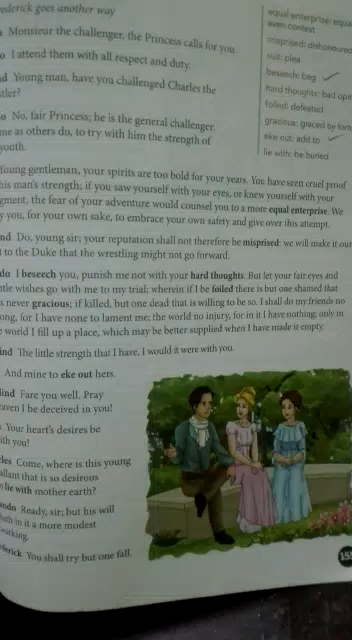 ederick goes another way
Monsieur the challenger, the Princess calls for you.
o I attend them with all respect and duty.
d Young man, have you challenged Charles the
tler?
o No, fair Princess; he is the general challenger.
me as others do, to try with him the strength of
youth.
Young gentleman, your spirits are too bold for your years. You have seen cruel proof
his man's strength; if you saw yourself with your eyes, or knew yourself with your
gment, the fear of your adventure would counsel you to a more equal enterprise. We
y you, for your own sake, to embrace your own safety and give over this attempt.
nd Do, young sir; your reputation shall not therefore be misprised: we will make it our
t to the Duke that the wrestling might not go forward.
do I beseech you, punish me not with your hard thoughts. But let your fair eyes and
ntle wishes go with me to my trial; wherein if I be foiled there is but one shamed that
s never gracious; if killed, but one dead that is willing to be so. I shall do my friends no
ong, for I have none to lament me; the world no injury, for in it I have nothing; only in
e world I fill up a place, which may be better supplied when I have made it empty.
ind The little strength that I have, I would it were with you.
And mine to eke out hers.
lind Fare you well. Pray
eaven I be deceived in you!
Your heart's desires be
ith you!
les Come, where is this young
allant that is so desirous
lie with mother earth?
ando Ready, sir; but his will
hath in it a more modest
working.
derick You shall try but one fall.
equal enterprise: equa
even contest
misprised: dishonoured
suit: plea
beseech: beg
hard thoughts: bad opi
foiled: defeated
gracious: graced by fort
eke out: add to
lie with: be buried
155